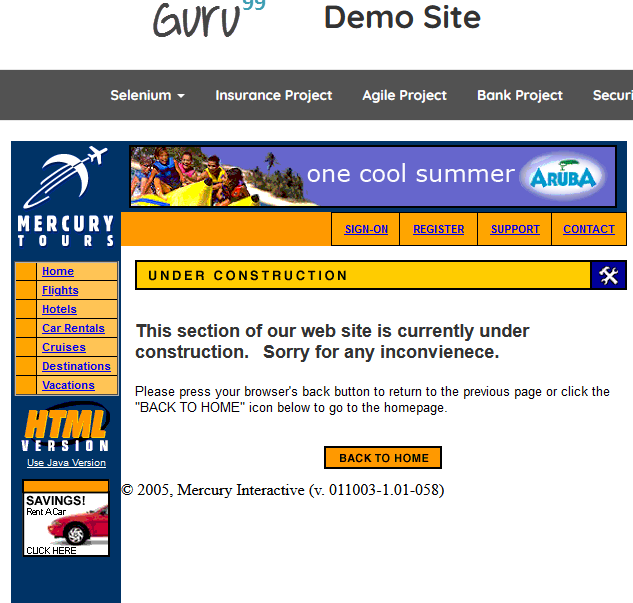 Guru99 Demo Site
Selenium Insurance Project Agile Project Bank Project Securi
one cool summer ARUBA
MERCURY
TOURS
SIGN-ON REGISTER SUPPORT CONTACT
UNDER CONSTRUCTION
Home
Flights
Hotels
Car Rentals
Cruises
Destinations
Vacations
This section of our web site is currently under
construction. Sorry for any inconvienece.
Please press your browser's back button to return to the previous page or click the
"BACK TO HOME" icon below to go to the homepage.
HTML
VERSION
Use Java Version
BACK TO HOME
© 2005, Mercury Interactive (v. 011003-1.01-058)
SAVINGS!
Rent A Car
CLICK HERE